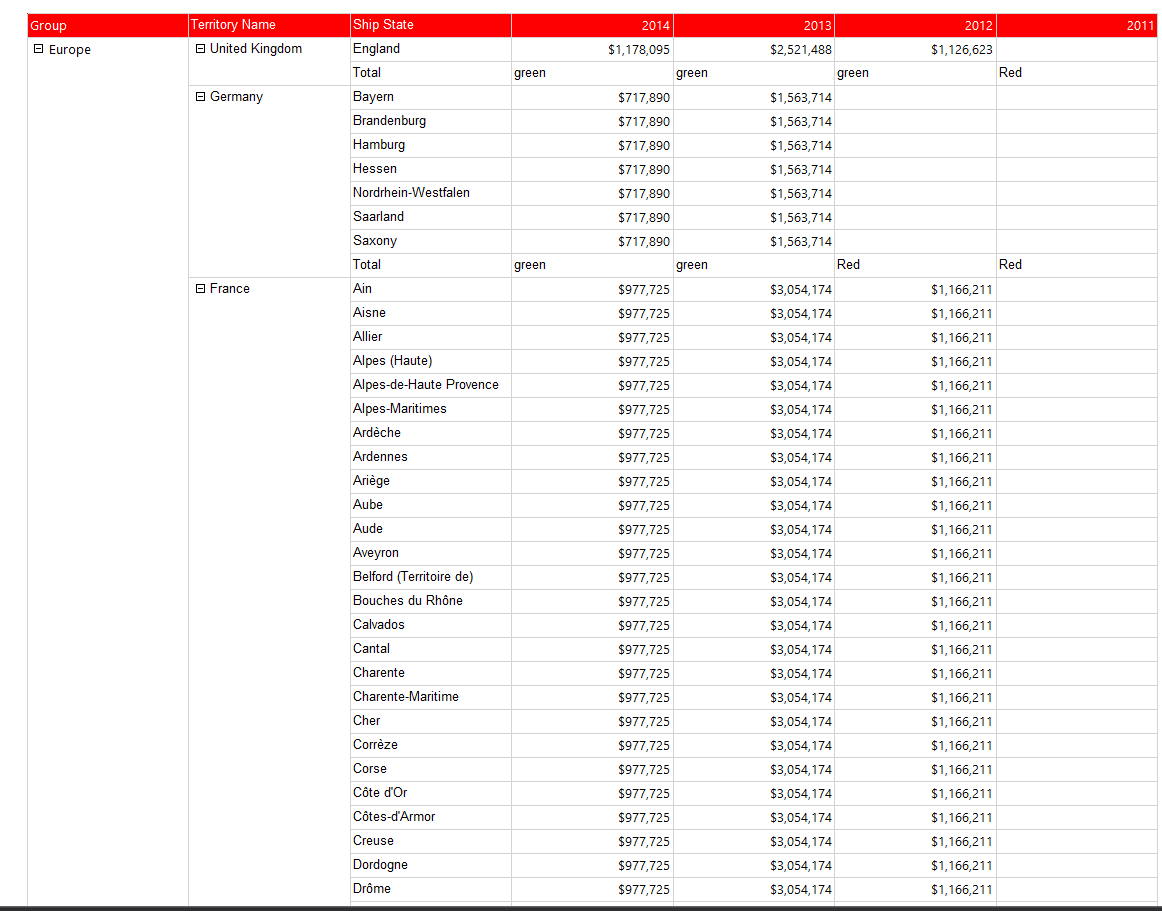 Group Territory Name Ship State 2014 2013 2012 2011
Europe United Kingdom England $1,178,095 $2,521,488 $1,126,623
Total green green green Red
Germany Bayern $717,890 $1,563,714
Brandenburg $717,890 $1,563,714
Hamburg $717,890 $1,563,714
Hessen $717,890 $1,563,714
Nordrhein-Westfalen $717,890 $1,563,714
Saarland $717,890 $1,563,714
Saxony $717,890 $1,563,714
Total green green Red Red
France Ain $977,725 $3,054,174 $1,166,211
Aisne $977,725 $3,054,174 $1,166,211
Allier $977,725 $3,054,174 $1,166,211
Alpes (Haute) $977,725 $3,054,174 $1,166,211
Alpes-de-Haute Provence $977,725 $3,054,174 $1,166,211
Alpes-Maritimes $977,725 $3,054,174 $1,166,211
Ardèche $977,725 $3,054,174 $1,166,211
Ardennes $977,725 $3,054,174 $1,166,211
Ariège $977,725 $3,054,174 $1,166,211
Aube $977,725 $3,054,174 $1,166,211
Aude $977,725 $3,054,174 $1,166,211
Aveyron $977,725 $3,054,174 $1,166,211
Belford (Territoire de) $977,725 $3,054,174 $1,166,211
Bouches du Rhône $977,725 $3,054,174 $1,166,211
Calvados $977,725 $3,054,174 $1,166,211
Cantal $977,725 $3,054,174 $1,166,211
Charente $977,725 $3,054,174 $1,166,211
Charente-Maritime $977,725 $3,054,174 $1,166,211
Cher $977,725 $3,054,174 $1,166,211
Corrèze $977,725 $3,054,174 $1,166,211
Corse $977,725 $3,054,174 $1,166,211
Côte d'Or $977,725 $3,054,174 $1,166,211
Côtes-d'Armor $977,725 $3,054,174 $1,166,211
Creuse $977,725 $3,054,174 $1,166,211
Dordogne $977,725 $3,054,174 $1,166,211
Drôme $977,725 $3,054,174 $1,166,211